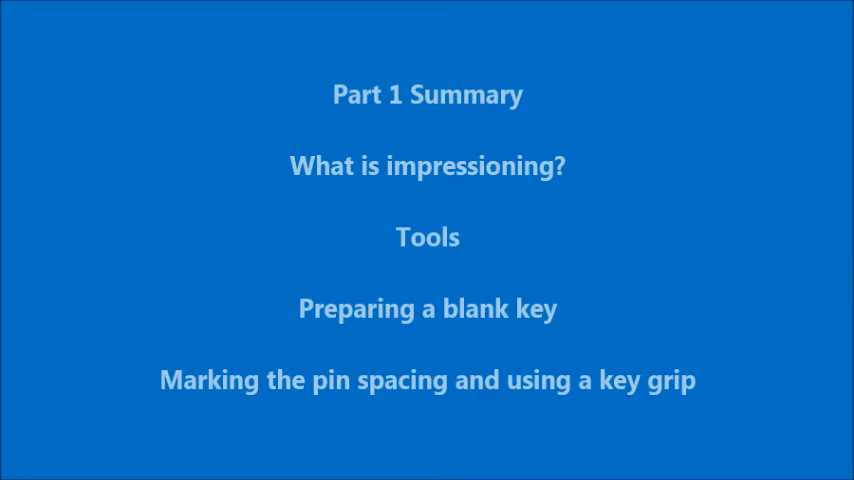 Part 1 Summary
What is impressioning?
Tools
Preparing a blank key
Marking the pin spacing and using a key grip